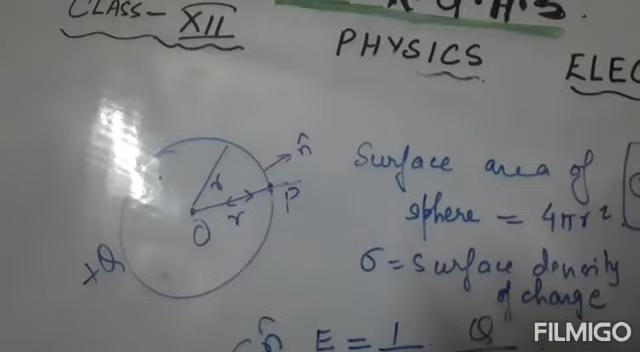 CLASS- XII
PHYSICS
ELEC
n̂
r
r
P
O
+Q
Surface area of
sphere = 4πr²
σ = Surface density
of charge
n̂ E = 1 . Q
FILMIGO